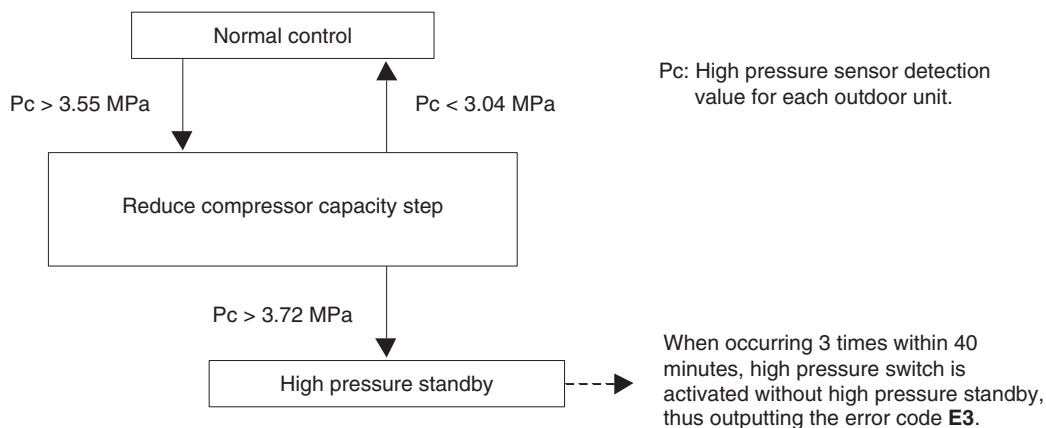 Normal control
Pc: High pressure sensor detection
value for each outdoor unit.
Pc > 3.55 MPa
Pc < 3.04 MPa
Reduce compressor capacity step
Pc > 3.72 MPa
High pressure standby
When occurring 3 times within 40
minutes, high pressure switch is
activated without high pressure standby,
thus outputting the error code E3.